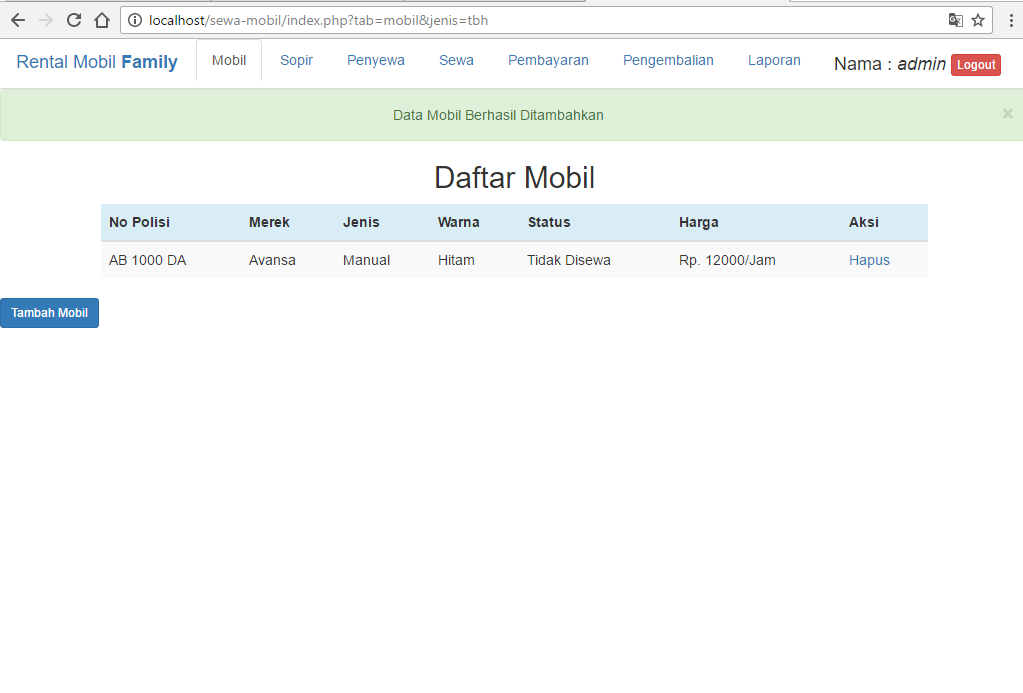 localhost/sewa-mobil/index.php?tab=mobil&jenis=tbh
Rental Mobil Family Mobil Sopir Penyewa Sewa Pembayaran Pengembalian Laporan Nama : admin Logout
Data Mobil Berhasil Ditambahkan ×
Daftar Mobil
No Polisi Merek Jenis Warna Status Harga Aksi
AB 1000 DA Avansa Manual Hitam Tidak Disewa Rp. 12000/Jam Hapus
Tambah Mobil